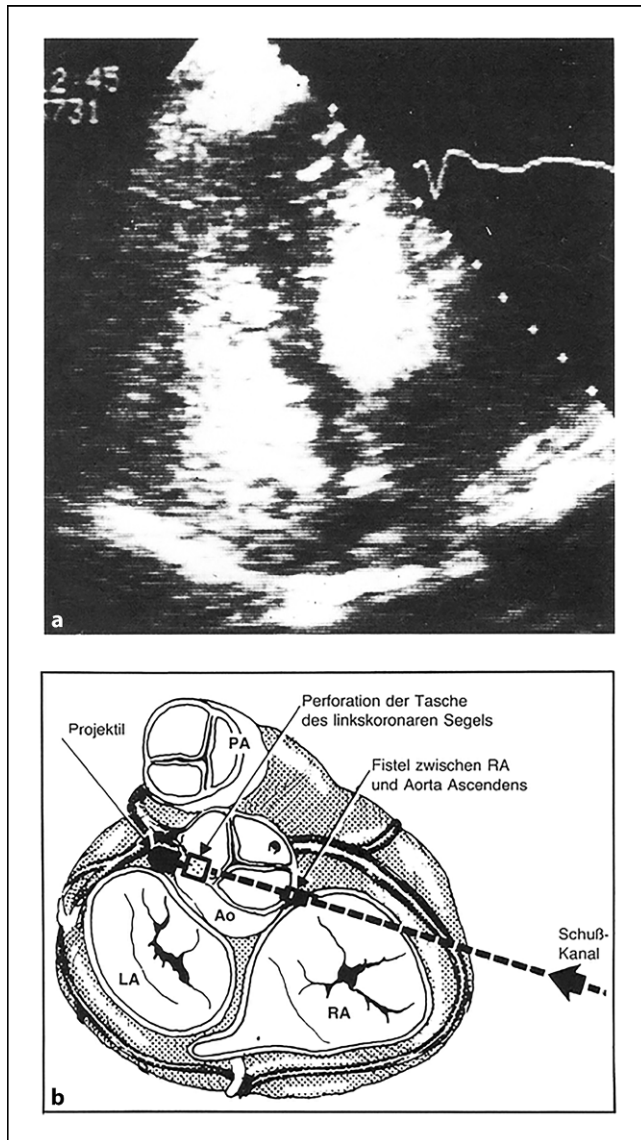 2:45
731
a
Perforation der Tasche
des linkskoronaren Segels
Projektil
PA
Fistel zwischen RA
und Aorta Ascendens
Ao
Schuß-
Kanal
LA
RA
b